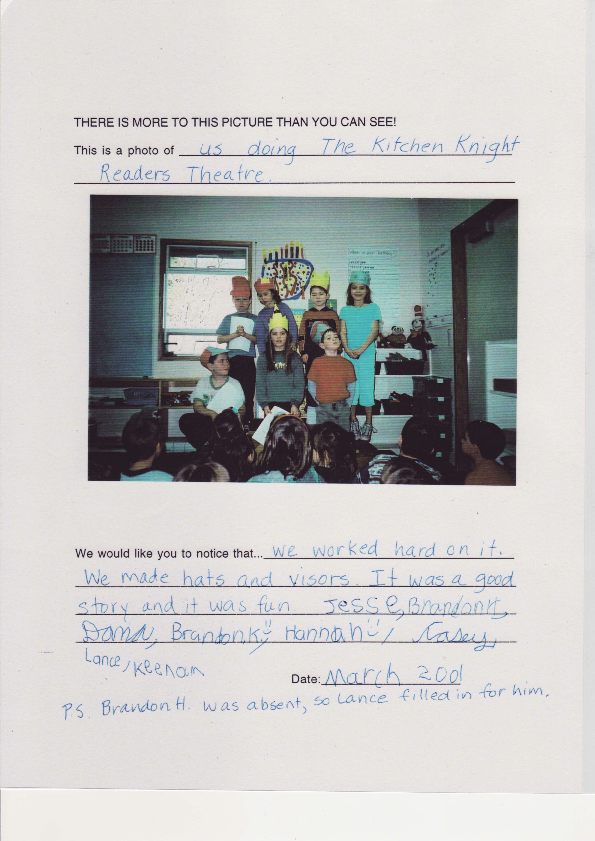 THERE IS MORE TO THIS PICTURE THAN YOU CAN SEE!
This is a photo of us doing The Kitchen Knight
Readers Theatre.
We would like you to notice that... we worked hard on it.
We made hats and visors. It was a good
story and it was fun. Jesse, Brandon H,
Dana, Brandon K, Hannah, Casey,
Lance, Keenan
Date: March 2001
P.S. Brandon H. was absent, so Lance filled in for him.